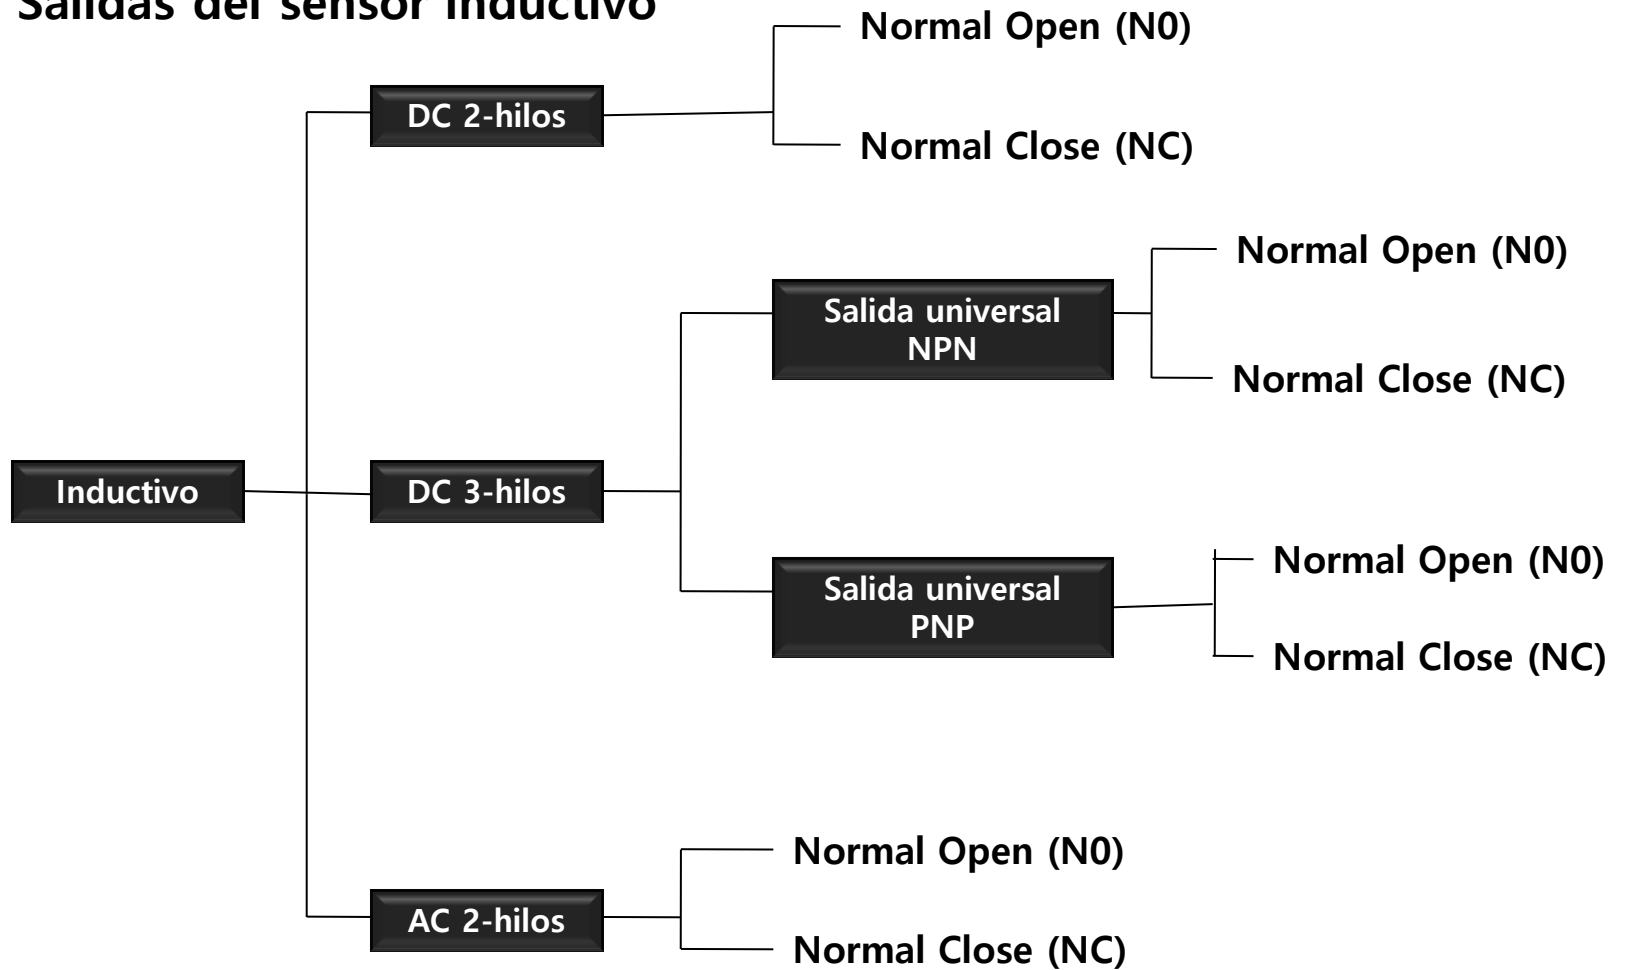 Salidas del sensor inductivo
Normal Open (N0)
DC 2-hilos
Normal Close (NC)
Normal Open (N0)
Salida universal
NPN
Normal Close (NC)
Inductivo
DC 3-hilos
Normal Open (N0)
Salida universal
PNP
Normal Close (NC)
Normal Open (N0)
AC 2-hilos
Normal Close (NC)